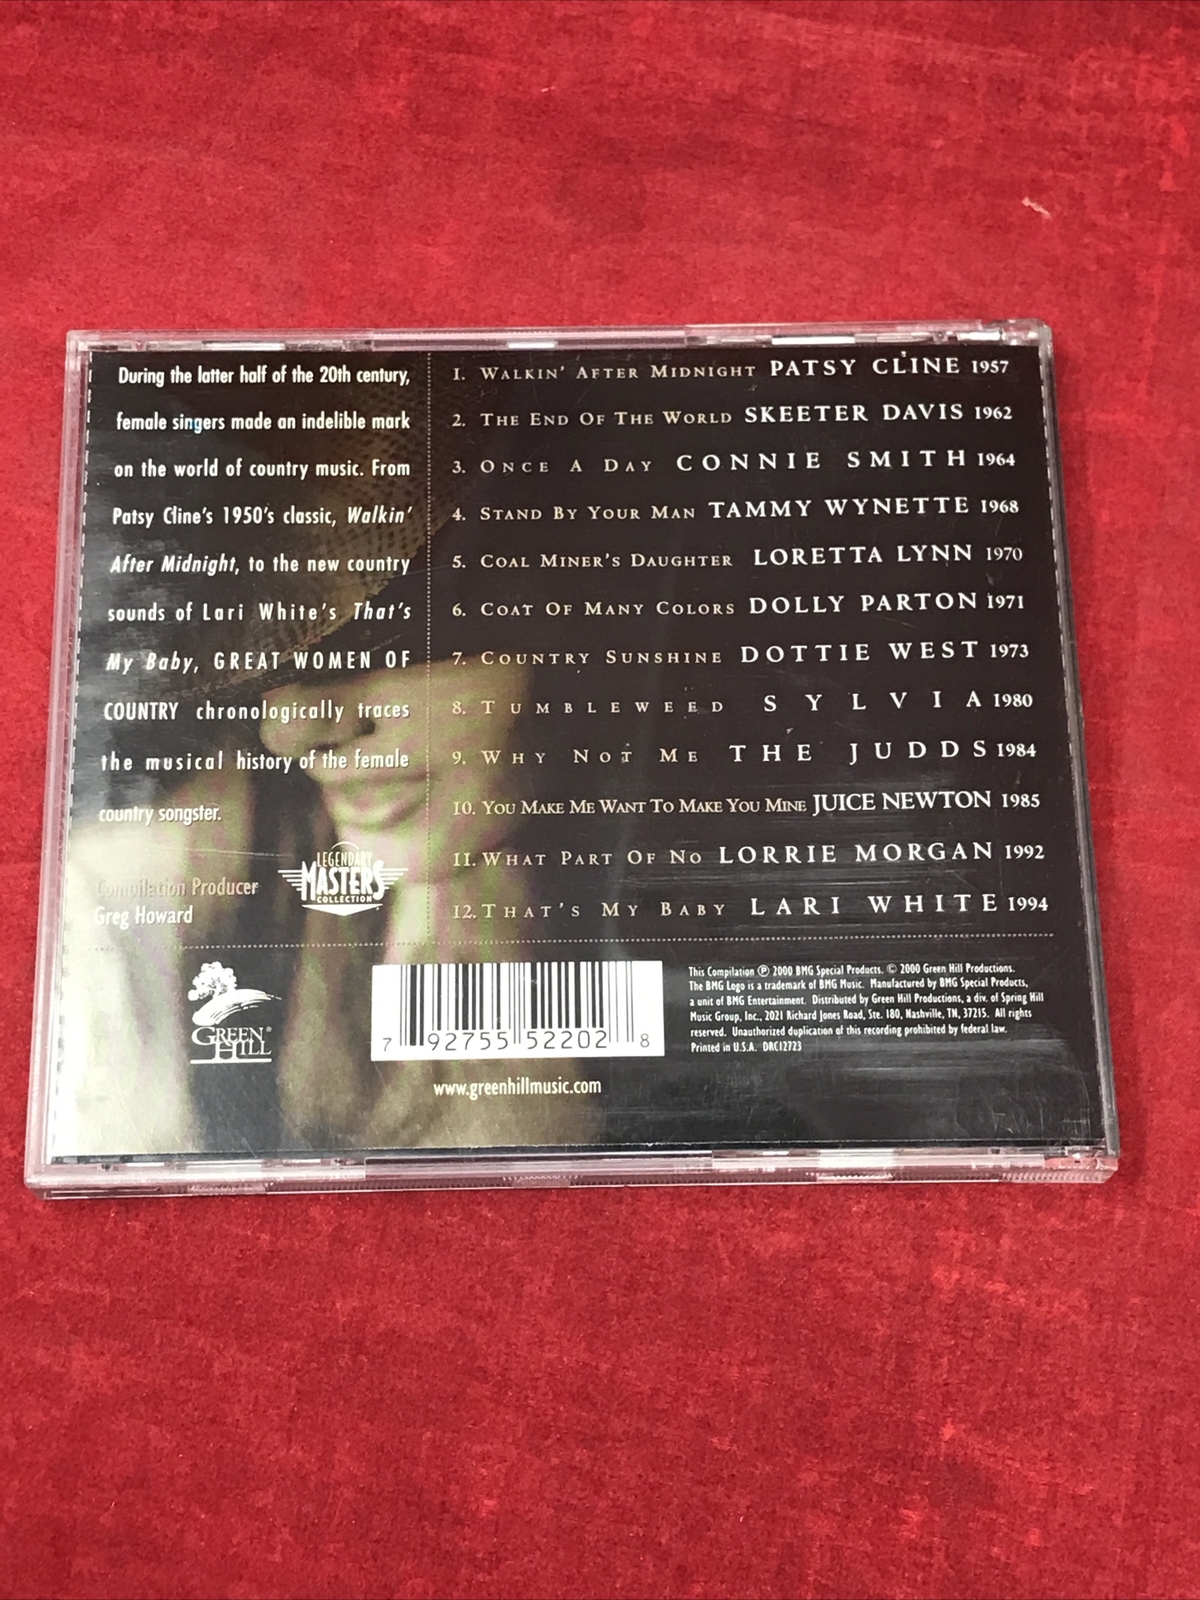 During the latter half of the 20th century,
female singers made an indelible mark
on the world of country music. From
Patsy Cline's 1950's classic, Walkin'
After Midnight, to the new country
sounds of Lari White's That's
My Baby, GREAT WOMEN OF
COUNTRY chronologically traces
the musical history of the female
country songster.
Compilation Producer
Greg Howard
LEGENDARY
MASTERS
COLLECTION
1. WALKIN' AFTER MIDNIGHT PATSY CLINE 1957
2. THE END OF THE WORLD SKEETER DAVIS 1962
3. ONCE A DAY CONNIE SMITH 1964
4. STAND BY YOUR MAN TAMMY WYNETTE 1968
5. COAL MINER'S DAUGHTER LORETTA LYNN 1970
6. COAT OF MANY COLORS DOLLY PARTON 1971
7. COUNTRY SUNSHINE DOTTIE WEST 1973
8. TUMBLEWEED SYLVIA 1980
9. WHY NOT ME THE JUDDS 1984
10. YOU MAKE ME WANT TO MAKE YOU MINE JUICE NEWTON 1985
11. WHAT PART OF NO LORRIE MORGAN 1992
12. THAT'S MY BABY LARI WHITE 1994
GREEN®
HILL
7 92755 52202 8
www.greenhillmusic.com
This Compilation ℗ 2000 BMG Special Products. © 2000 Green Hill Productions.
The BMG Logo is a trademark of BMG Music. Manufactured by BMG Special Products,
a unit of BMG Entertainment. Distributed by Green Hill Productions, a div. of Spring Hill
Music Group, Inc., 2021 Richard Jones Road, Ste. 180, Nashville, TN, 37215. All rights
reserved. Unauthorized duplication of this recording prohibited by federal law.
Printed in U.S.A. DRC12723